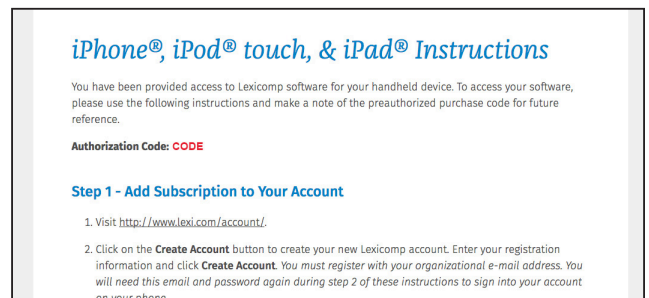 iPhone®, iPod® touch, & iPad® Instructions
You have been provided access to Lexicomp software for your handheld device. To access your software,
please use the following instructions and make a note of the preauthorized purchase code for future
reference.
Authorization Code: CODE
Step 1 - Add Subscription to Your Account
1. Visit http://www.lexi.com/account/.
2. Click on the Create Account button to create your new Lexicomp account. Enter your registration
information and click Create Account. You must register with your organizational e-mail address. You
will need this email and password again during step 2 of these instructions to sign into your account
on your phone